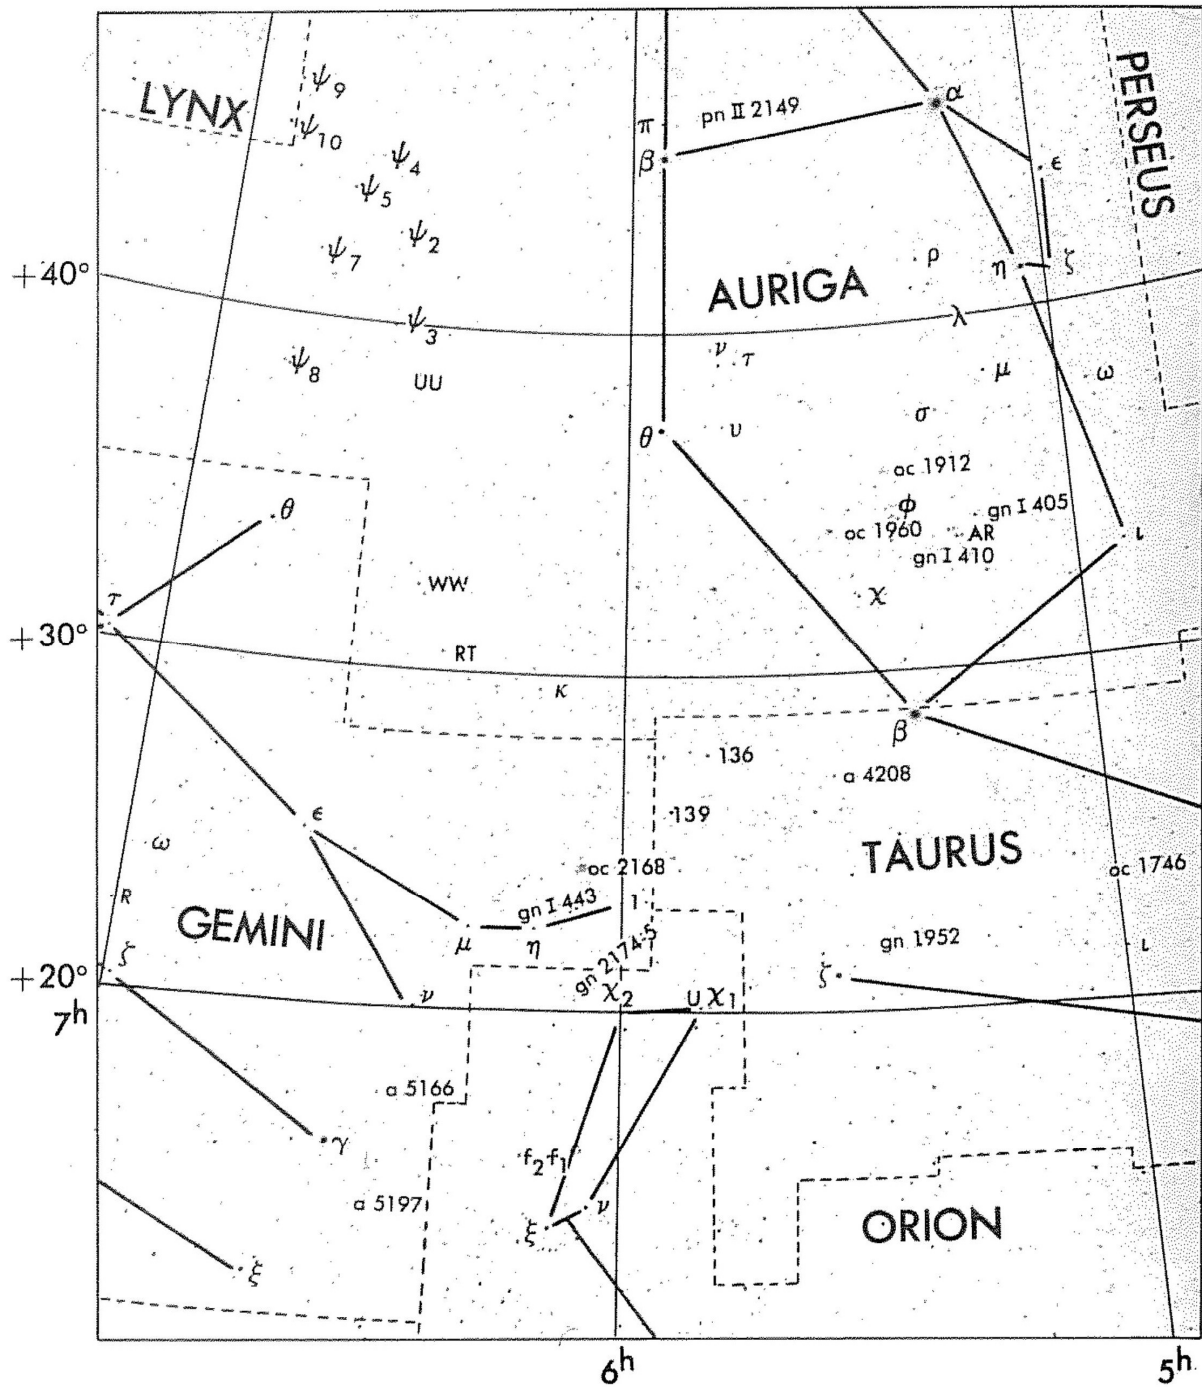 ψ9
LYNX
ψ10
PERSEUS
α
pn II 2149
π
β
ε
ψ4
ψ5
ψ2
ψ7
ρ
η
ζ
+40°
AURIGA
ψ3
λ
ν
τ
ψ8
UU
μ
ω
σ
θ
υ
oc 1912
φ
gn I 405
θ
oc 1960
AR
ι
gn I 410
WW
χ
τ
+30°
RT
κ
β
136
a 4208
139
ε
ω
TAURUS
oc 2168
oc 1746
R
gn I 443
1
GEMINI
μ
η
gn 1952
ι
gn 2174-5
ζ
ζ
+20°
7h
ν
χ2
U
χ1
a 5166
γ
f2 f1
a 5197
ν
ξ
ORION
ξ
6h
5h